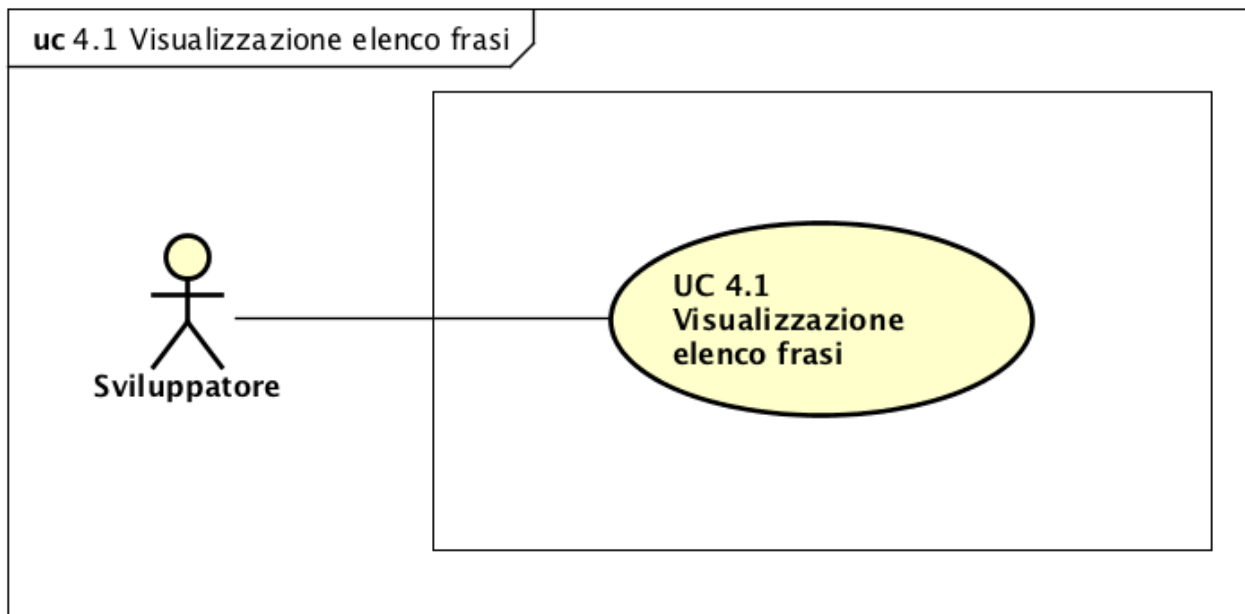 uc 4.1 Visualizzazione elenco frasi
UC 4.1
Visualizzazione
elenco frasi
Sviluppatore